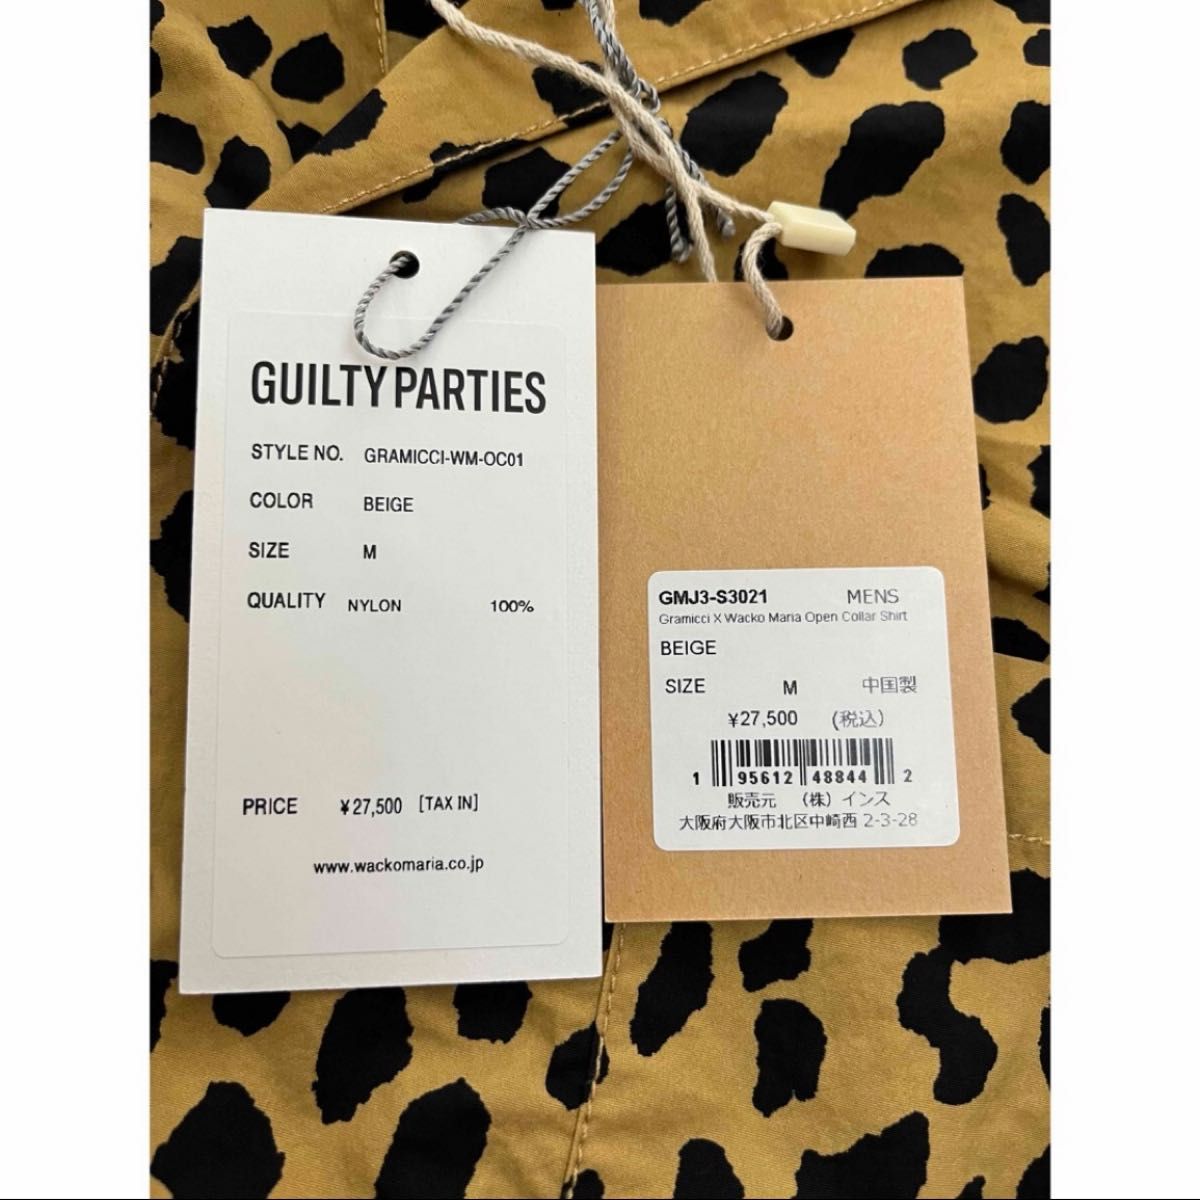 GUILTY PARTIES
STYLE NO. GRAMICCI-WM-OC01
COLOR BEIGE
SIZE M
QUALITY NYLON 100%
PRICE ¥27,500 [TAX IN]
www.wackomaria.co.jp
GMJ3-S3021 MENS
Gramicci X Wacko Maria Open Collar Shirt
BEIGE
SIZE M 中国製
¥27,500 (税込)
1 95612 48844 2
販売元 (株) インス
大阪府大阪市北区中崎西 2-3-28